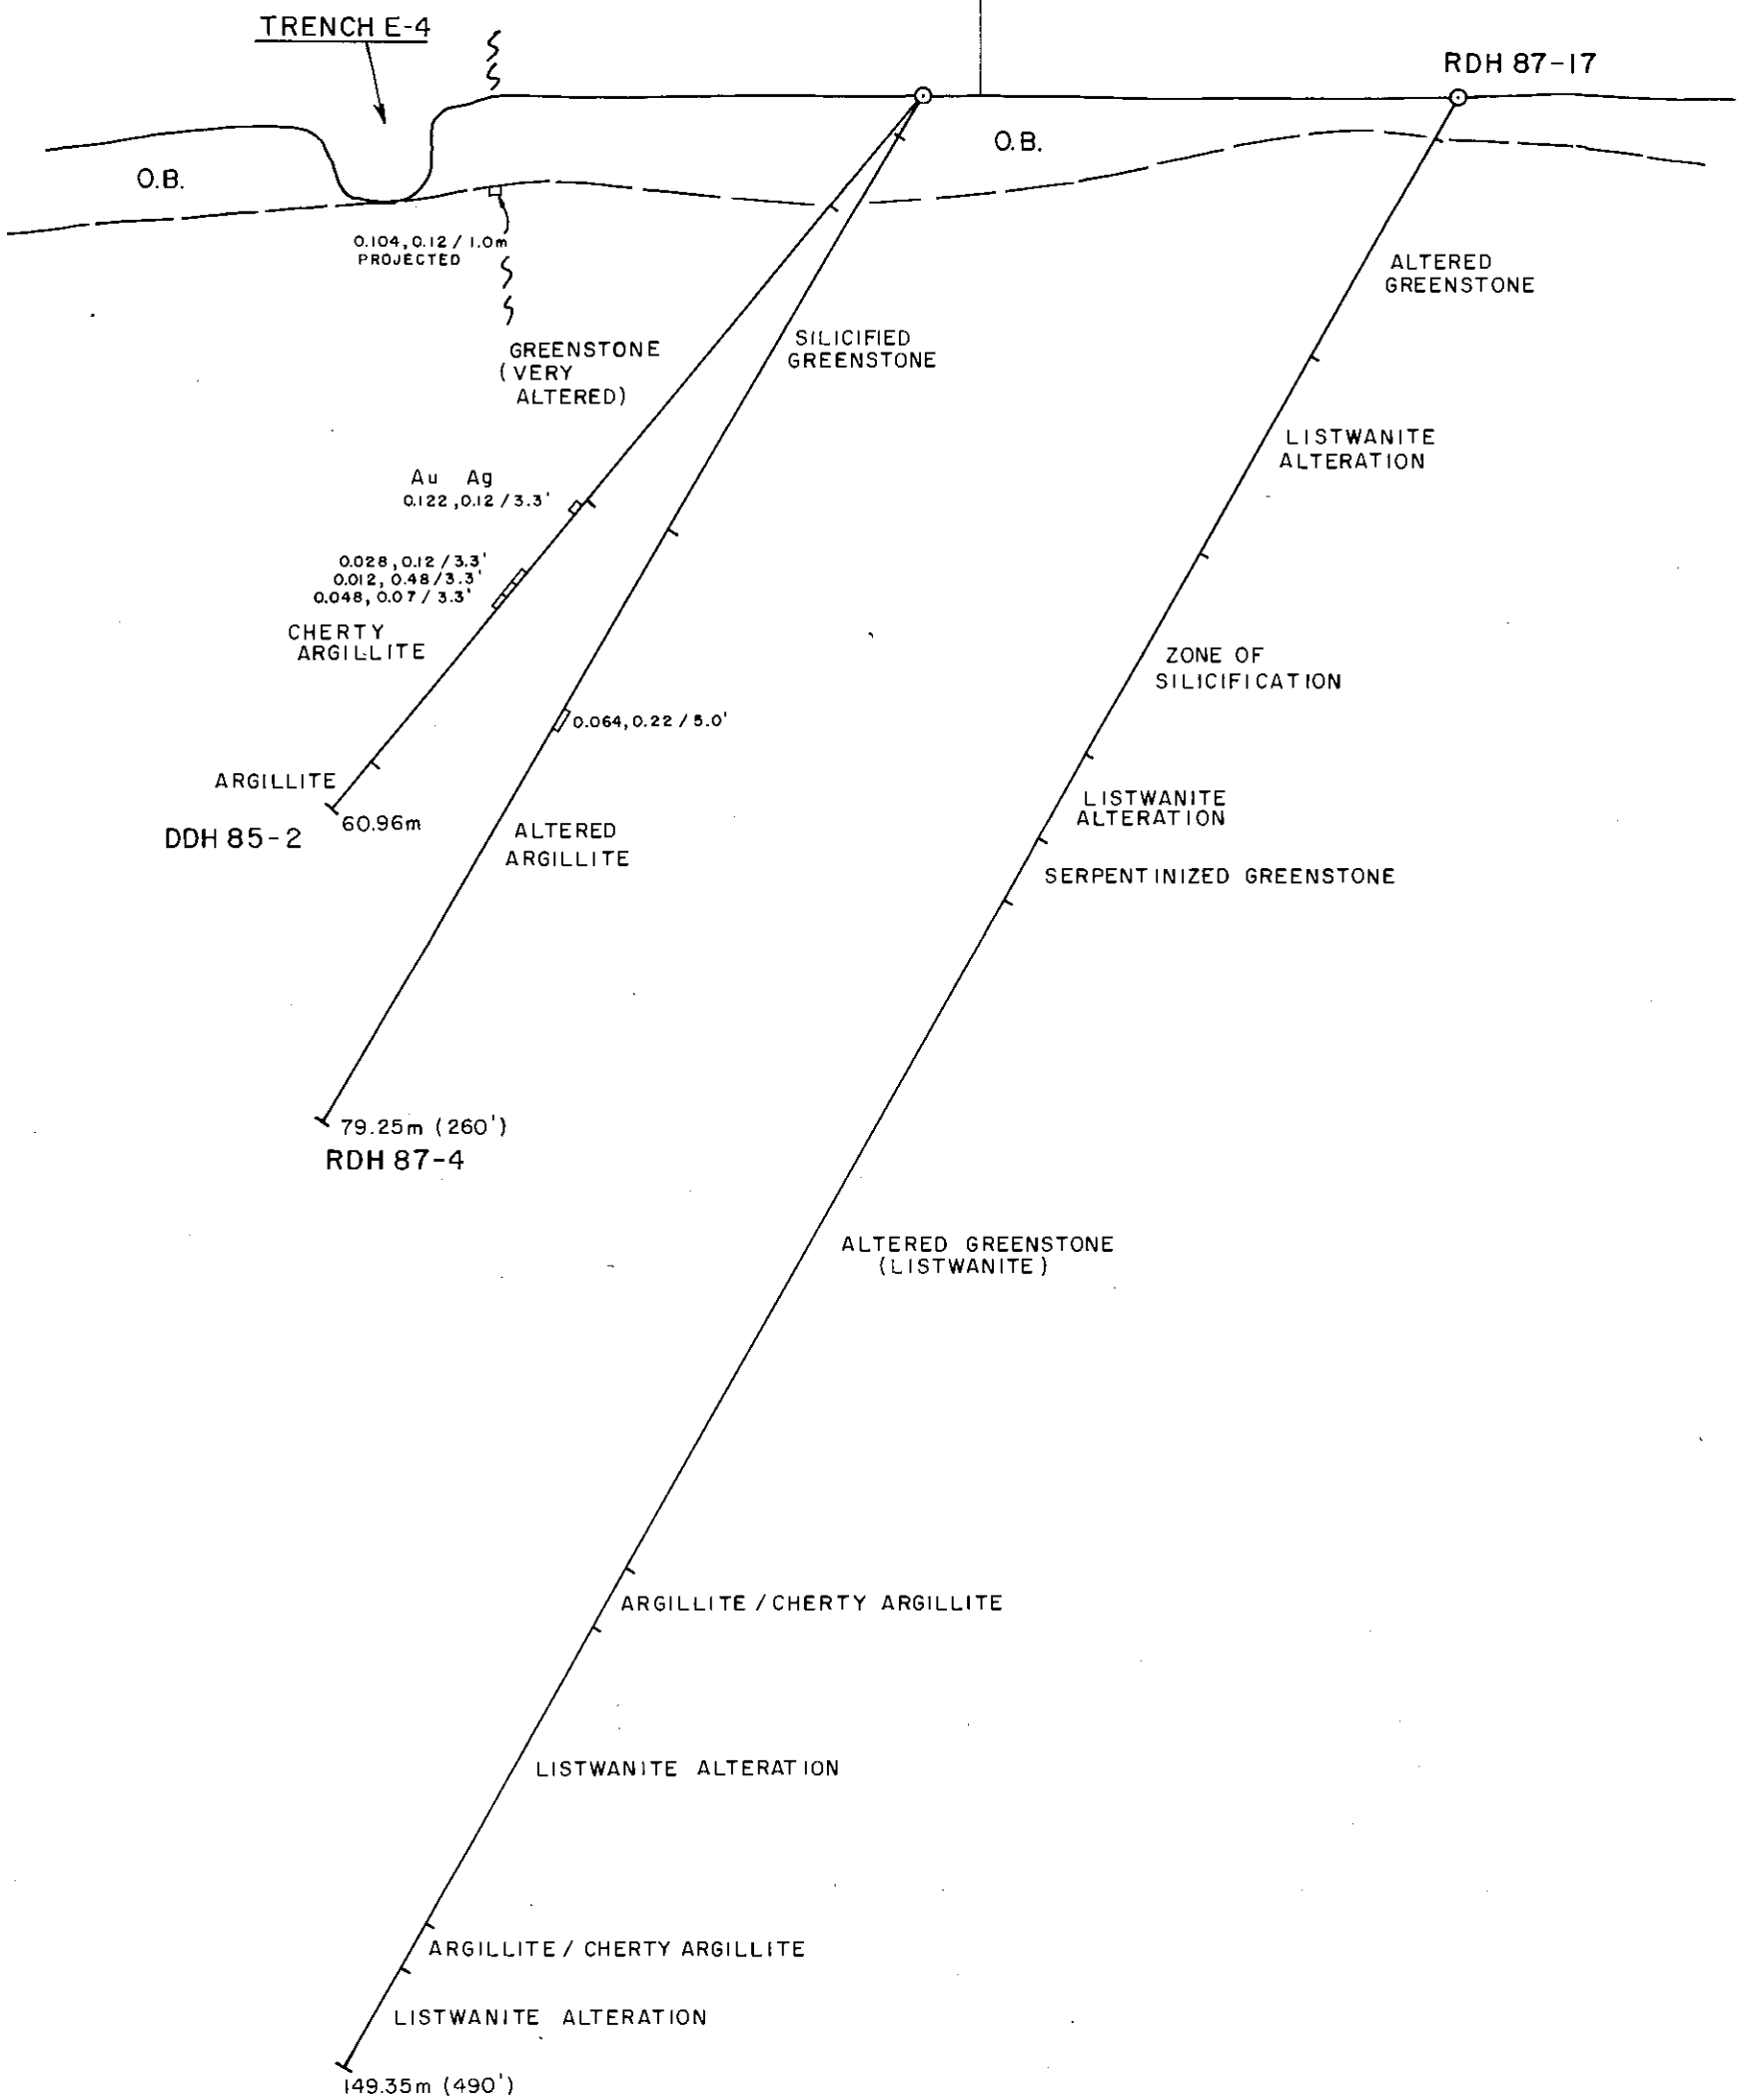 TRENCH E-4
RDH 87-17
O.B.
O.B.
0.104, 0.12 / 1.0m
PROJECTED
ALTERED
GREENSTONE
SILICIFIED
GREENSTONE
GREENSTONE
(VERY
ALTERED)
LISTWANITE
ALTERATION
Au Ag
0.122, 0.12 / 3.3'
0.028, 0.12 / 3.3'
0.012, 0.48 / 3.3'
0.048, 0.07 / 3.3'
CHERTY
ARGILLITE
ZONE OF
SILICIFICATION
0.064, 0.22 / 5.0'
ARGILLITE
60.96m
DDH 85-2
ALTERED
ARGILLITE
LISTWANITE
ALTERATION
SERPENTINIZED GREENSTONE
79.25m (260')
RDH 87-4
ALTERED GREENSTONE
(LISTWANITE)
ARGILLITE / CHERTY ARGILLITE
LISTWANITE ALTERATION
ARGILLITE / CHERTY ARGILLITE
LISTWANITE ALTERATION
149.35m (490')